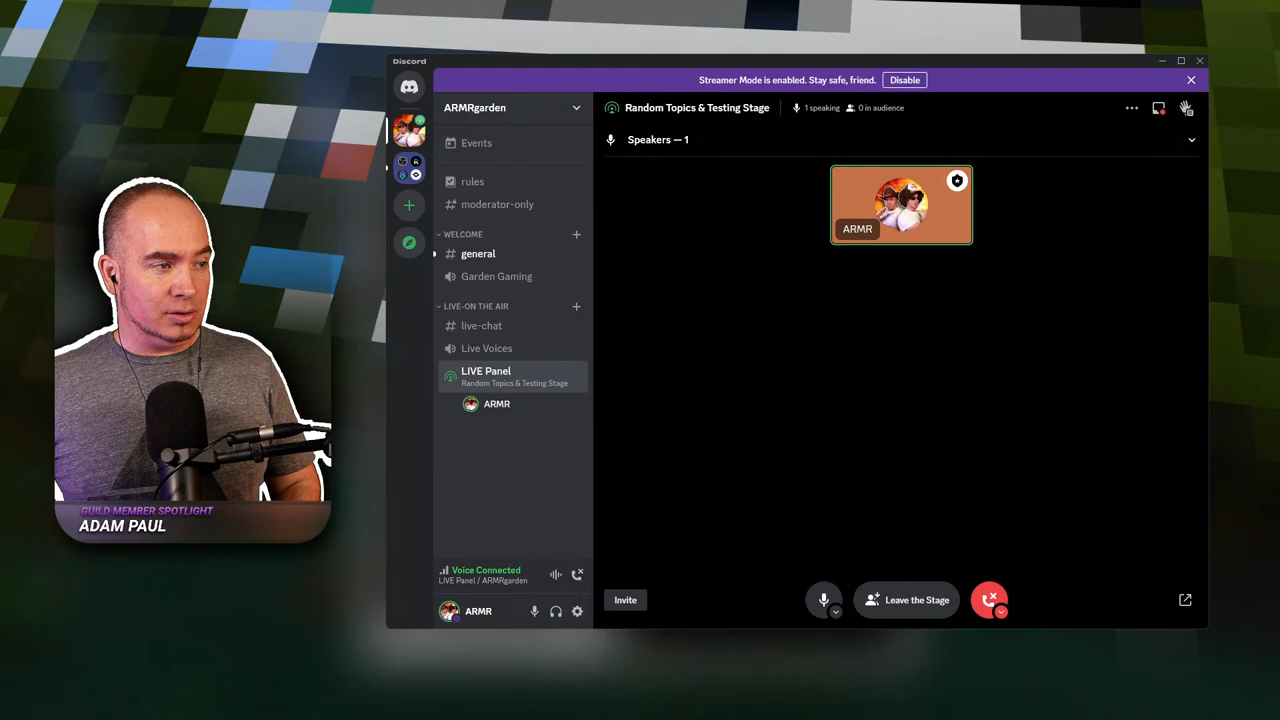 Discord
Streamer Mode is enabled. Stay safe, friend.
Disable
ARMRgarden
Random Topics & Testing Stage
1 speaking
0 in audience
Events
Speakers — 1
rules
moderator-only
WELCOME
general
ARMR
Garden Gaming
LIVE-ON THE AIR
live-chat
Live Voices
LIVE Panel
Random Topics & Testing Stage
ARMR
GUILD MEMBER SPOTLIGHT
ADAM PAUL
Voice Connected
LIVE Panel / ARMRgarden
ARMR
Invite
Leave the Stage